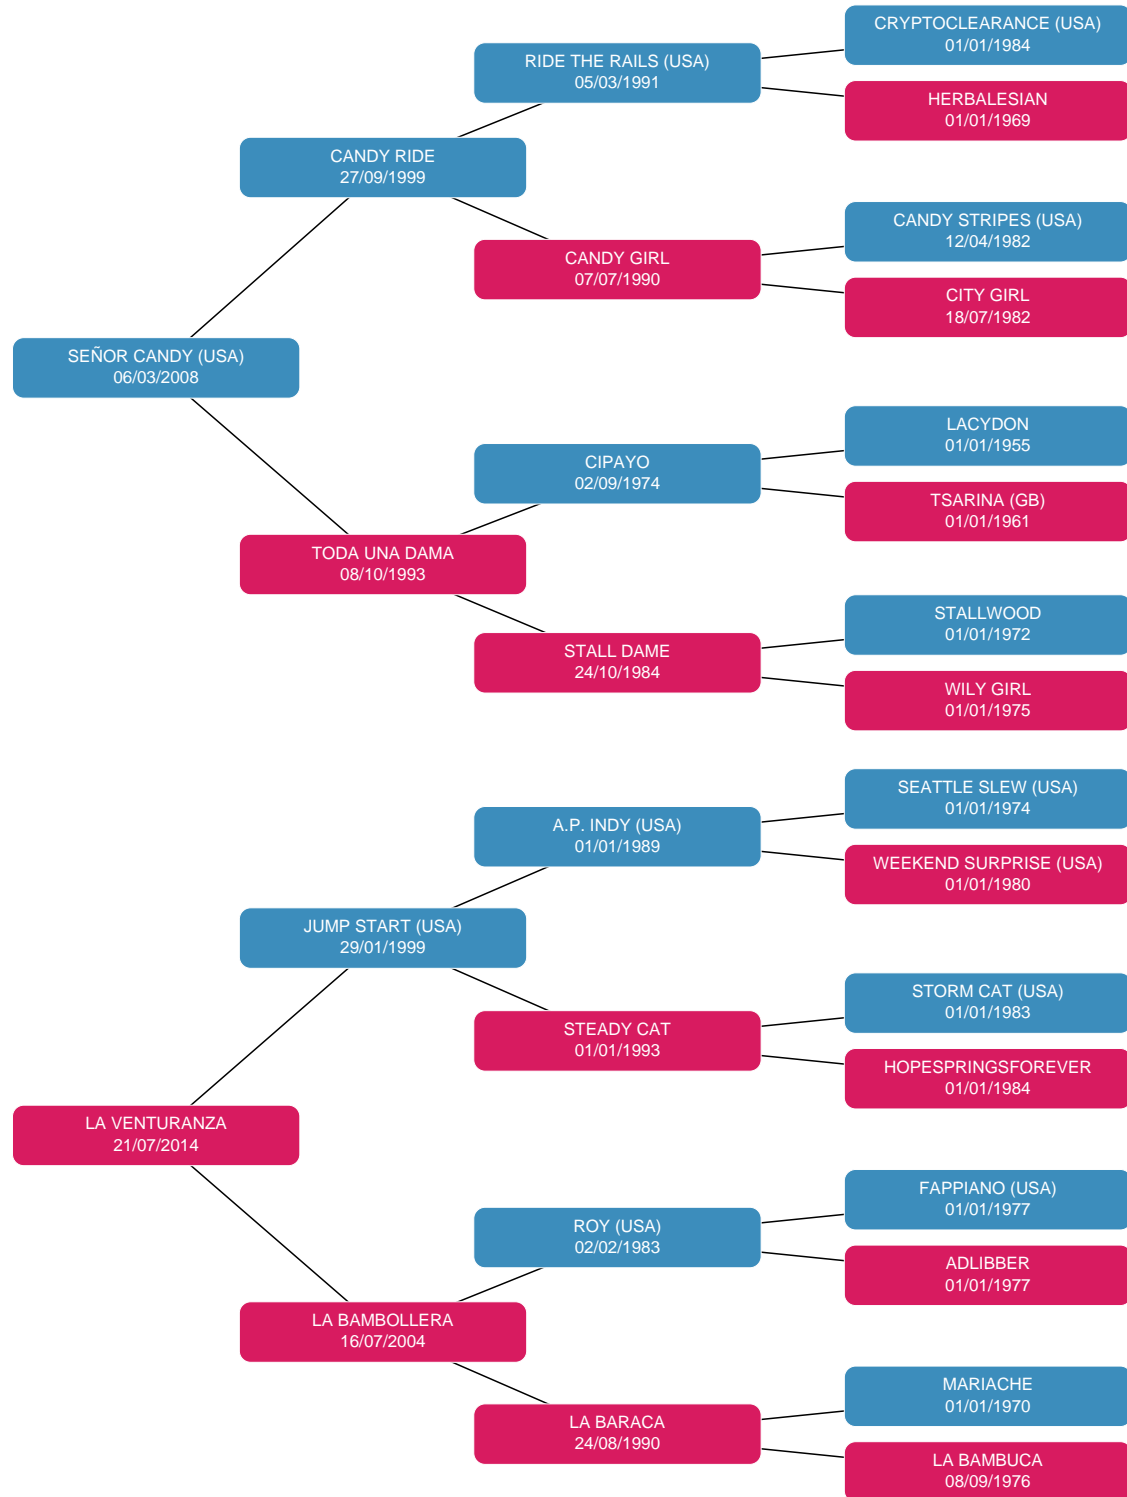 CRYPTOCLEARANCE (USA)
01/01/1984
RIDE THE RAILS (USA)
05/03/1991
HERBALESIAN
01/01/1969
CANDY RIDE
27/09/1999
CANDY STRIPES (USA)
12/04/1982
CANDY GIRL
07/07/1990
CITY GIRL
18/07/1982
SEÑOR CANDY (USA)
06/03/2008
LACYDON
01/01/1955
CIPAYO
02/09/1974
TSARINA (GB)
01/01/1961
TODA UNA DAMA
08/10/1993
STALLWOOD
01/01/1972
STALL DAME
24/10/1984
WILY GIRL
01/01/1975
SEATTLE SLEW (USA)
01/01/1974
A.P. INDY (USA)
01/01/1989
WEEKEND SURPRISE (USA)
01/01/1980
JUMP START (USA)
29/01/1999
STORM CAT (USA)
01/01/1983
STEADY CAT
01/01/1993
HOPESPRINGSFOREVER
01/01/1984
LA VENTURANZA
21/07/2014
FAPPIANO (USA)
01/01/1977
ROY (USA)
02/02/1983
ADLIBBER
01/01/1977
LA BAMBOLLERA
16/07/2004
MARIACHE
01/01/1970
LA BARACA
24/08/1990
LA BAMBUCA
08/09/1976